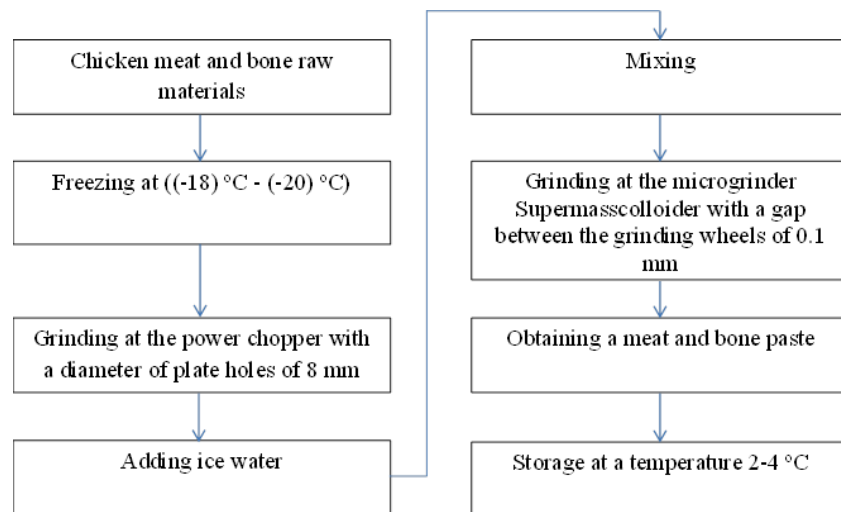 Chicken meat and bone raw
materials
Freezing at ((-18) °C - (-20) °C)
Grinding at the power chopper with
a diameter of plate holes of 8 mm
Adding ice water
Mixing
Grinding at the microgrinder
Supermasscolloider with a gap
between the grinding wheels of 0.1
mm
Obtaining a meat and bone paste
Storage at a temperature 2-4 °C